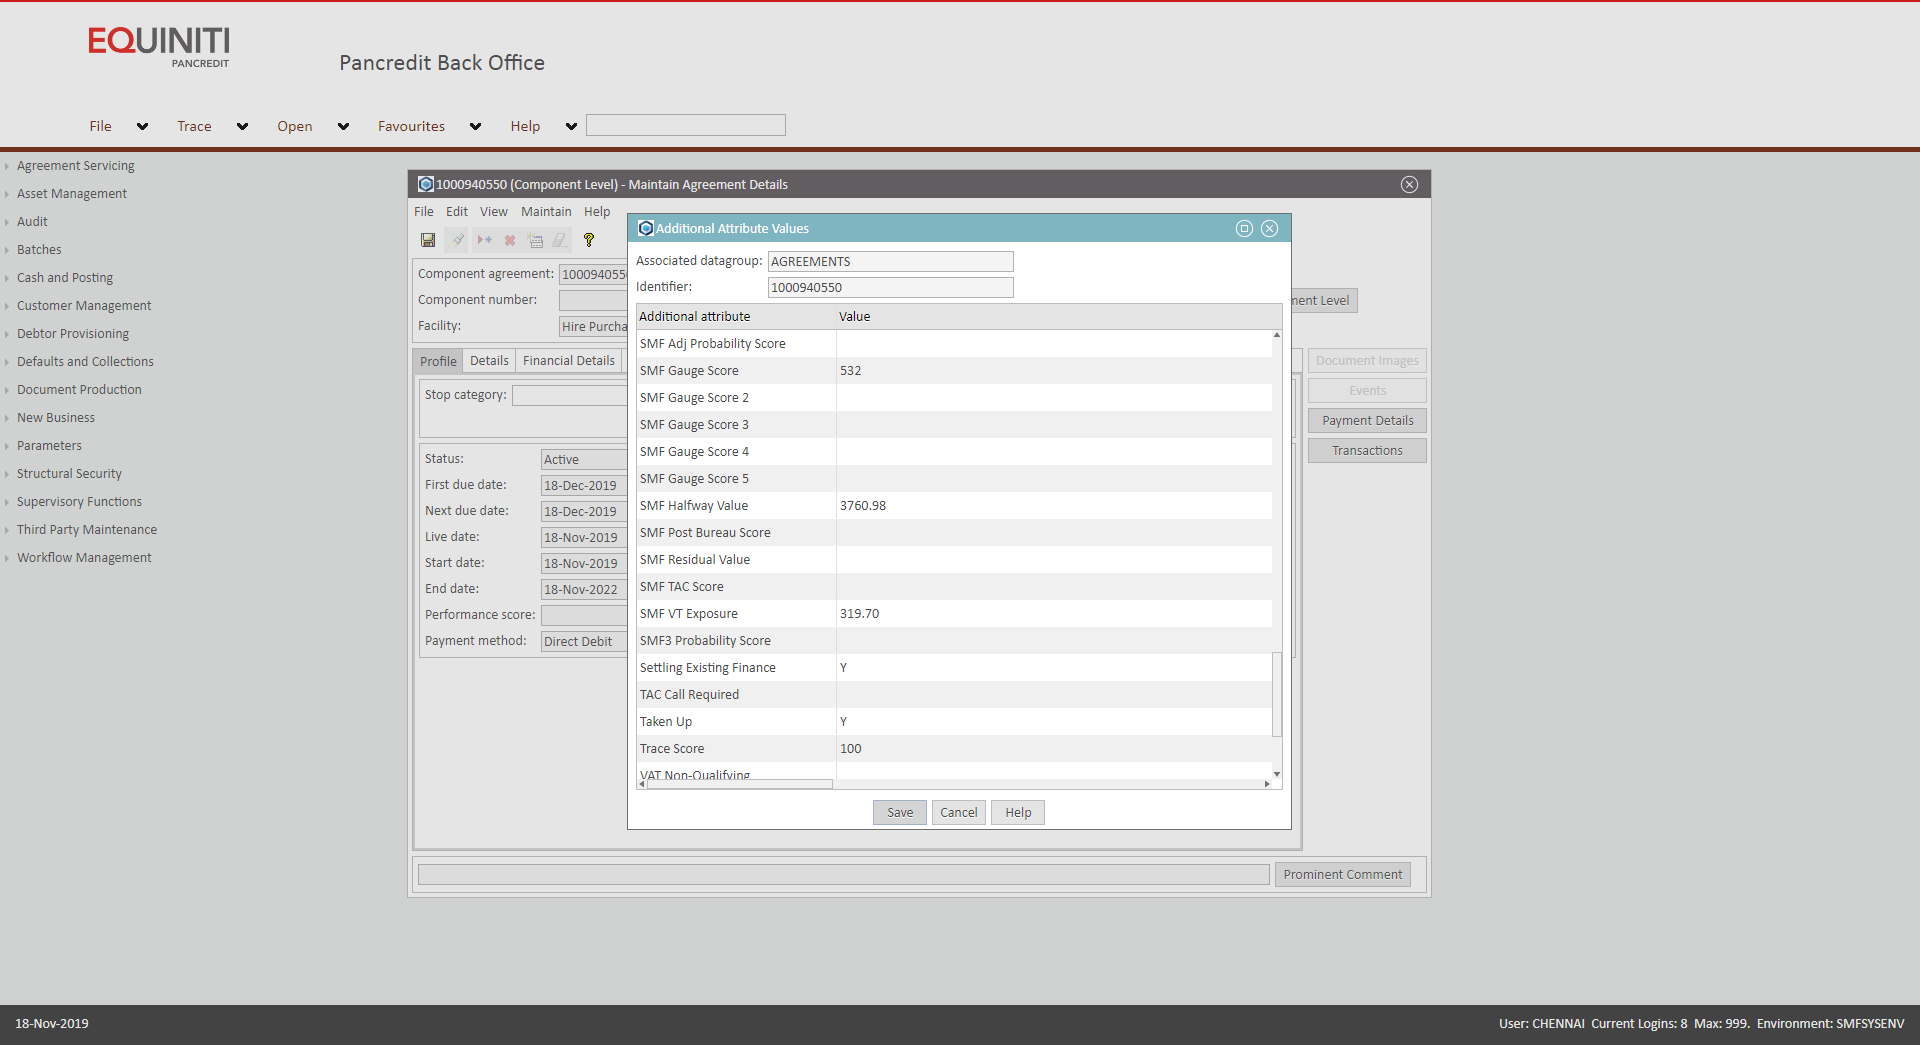 EQUINITI
PANCREDIT
Pancredit Back Office
File Trace Open Favourites Help
Agreement Servicing
Asset Management
Audit
Batches
Cash and Posting
Customer Management
Debtor Provisioning
Defaults and Collections
Document Production
New Business
Parameters
Structural Security
Supervisory Functions
Third Party Maintenance
Workflow Management
1000940550 (Component Level) - Maintain Agreement Details
File Edit View Maintain Help
Component agreement: 1000940550
Component number:
Facility: Hire Purcha
ment Level
Profile Details Financial Details
Stop category:
Status: Active
First due date: 18-Dec-2019
Next due date: 18-Dec-2019
Live date: 18-Nov-2019
Start date: 18-Nov-2019
End date: 18-Nov-2022
Performance score:
Payment method: Direct Debit
Additional Attribute Values
Associated datagroup: AGREEMENTS
Identifier: 1000940550
Additional attribute Value
SMF Adj Probability Score
SMF Gauge Score 532
SMF Gauge Score 2
SMF Gauge Score 3
SMF Gauge Score 4
SMF Gauge Score 5
SMF Halfway Value 3760.98
SMF Post Bureau Score
SMF Residual Value
SMF TAC Score
SMF VT Exposure 319.70
SMF3 Probability Score
Settling Existing Finance Y
TAC Call Required
Taken Up Y
Trace Score 100
VAT Non-Qualifying
Save Cancel Help
Document Images
Events
Payment Details
Transactions
Prominent Comment
18-Nov-2019
User: CHENNAI Current Logins: 8 Max: 999. Environment: SMFSYSENV